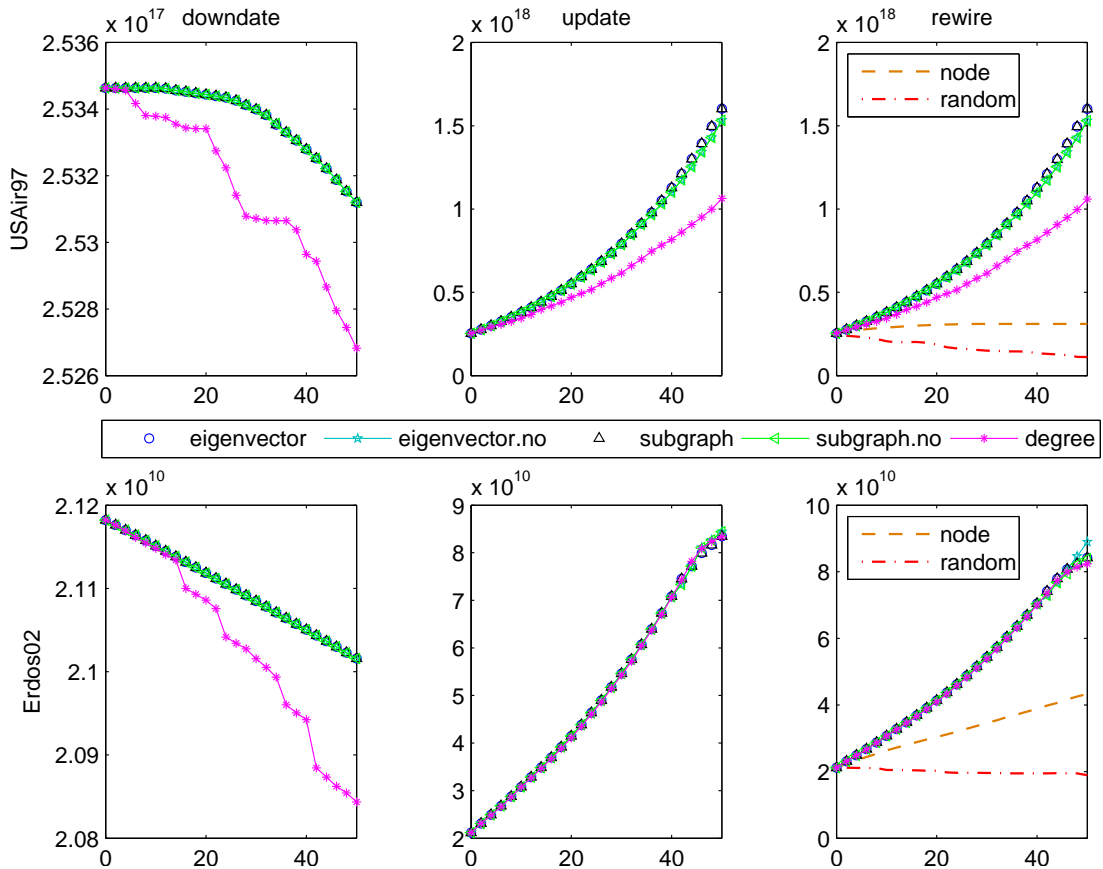 x 10^17 downdate
x 10^18 update
x 10^18 rewire
2.536
2.534
2.532
2.53
2.528
2.526
0 20 40
2
1.5
1
0.5
0
0 20 40
2
1.5
1
0.5
0
0 20 40
node
random
USAir97
eigenvector eigenvector.no subgraph subgraph.no degree
x 10^10
2.12
2.11
2.1
2.09
2.08
0 20 40
x 10^10
9
8
7
6
5
4
3
2
0 20 40
x 10^10
10
8
6
4
2
0
0 20 40
node
random
Erdos02